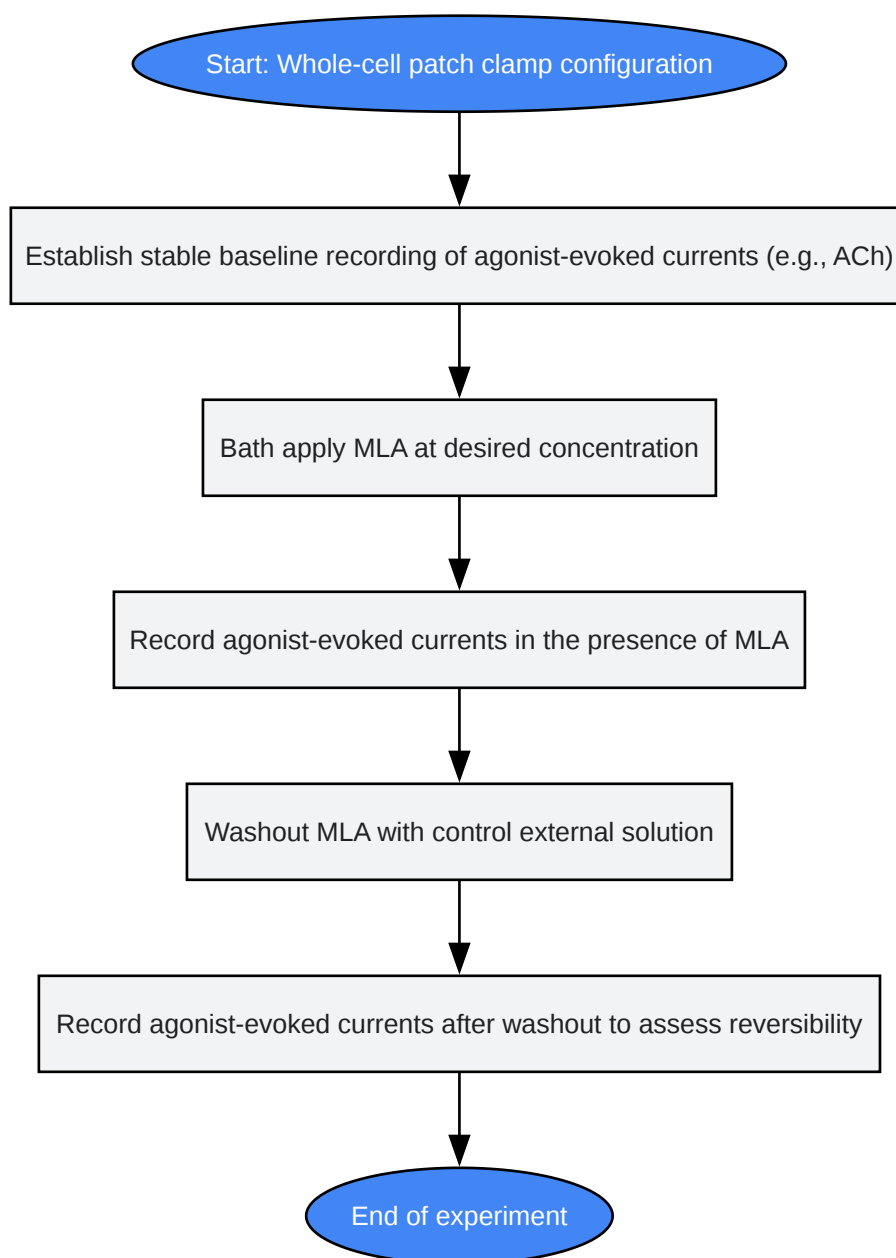 Start: Whole-cell patch clamp configuration
Establish stable baseline recording of agonist-evoked currents (e.g., ACh)
Bath apply MLA at desired concentration
Record agonist-evoked currents in the presence of MLA
Washout MLA with control external solution
Record agonist-evoked currents after washout to assess reversibility
End of experiment